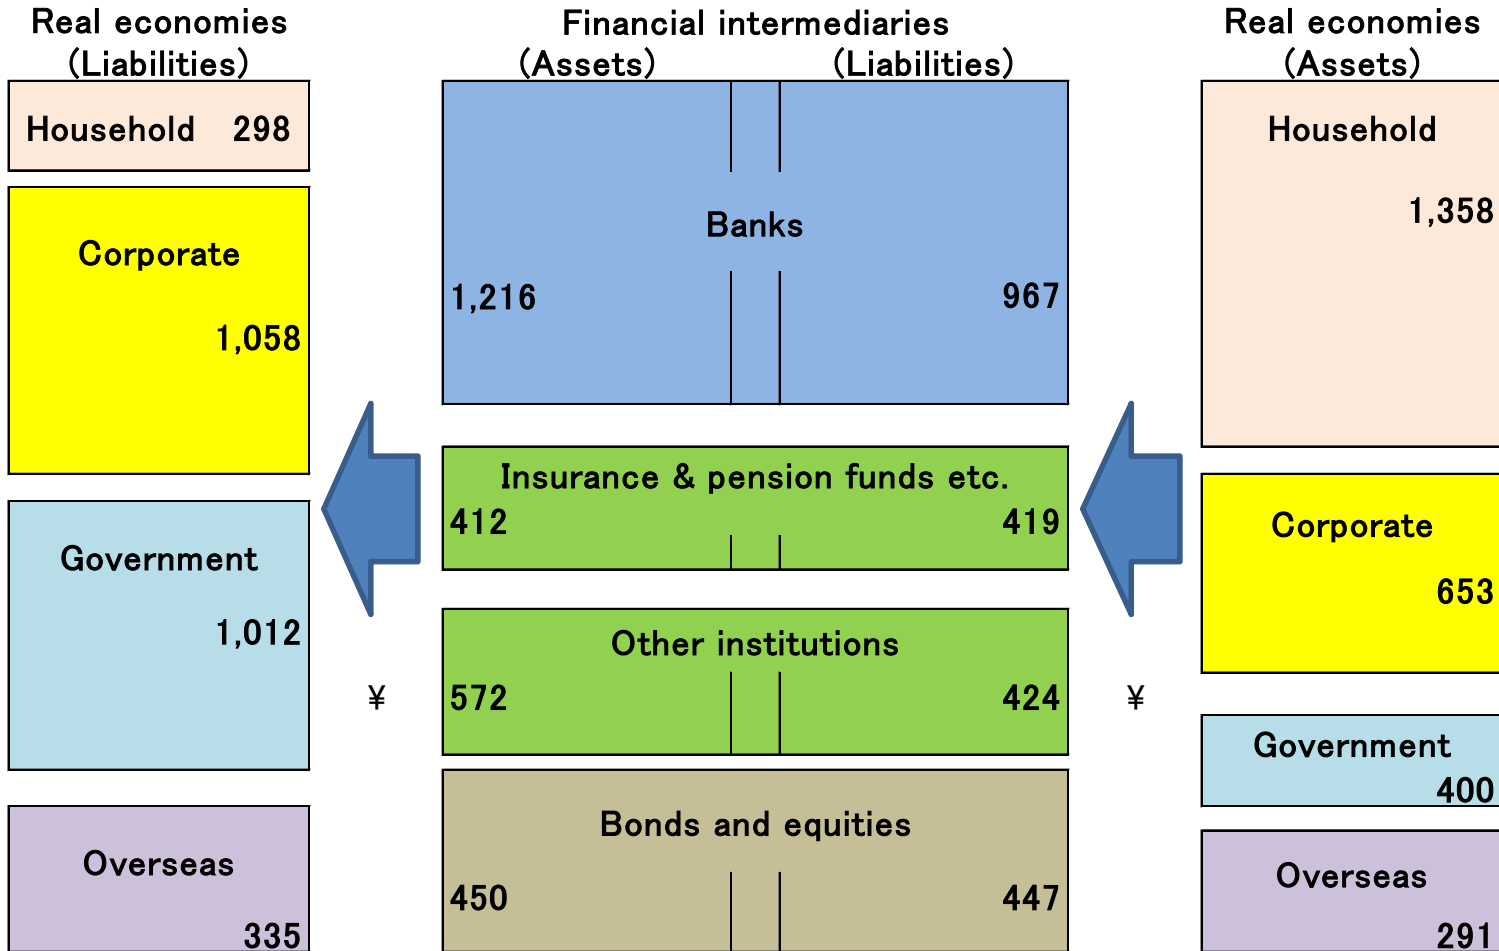 Real economies
(Liabilities)
Household 298
Corporate
1,058
Government
1,012
Overseas
335
Financial intermediaries
(Assets) (Liabilities)
Banks
1,216 967
Insurance & pension funds etc.
412 419
Other institutions
572 424
Bonds and equities
450 447
¥ ¥
Real economies
(Assets)
Household
1,358
Corporate
653
Government
400
Overseas
291